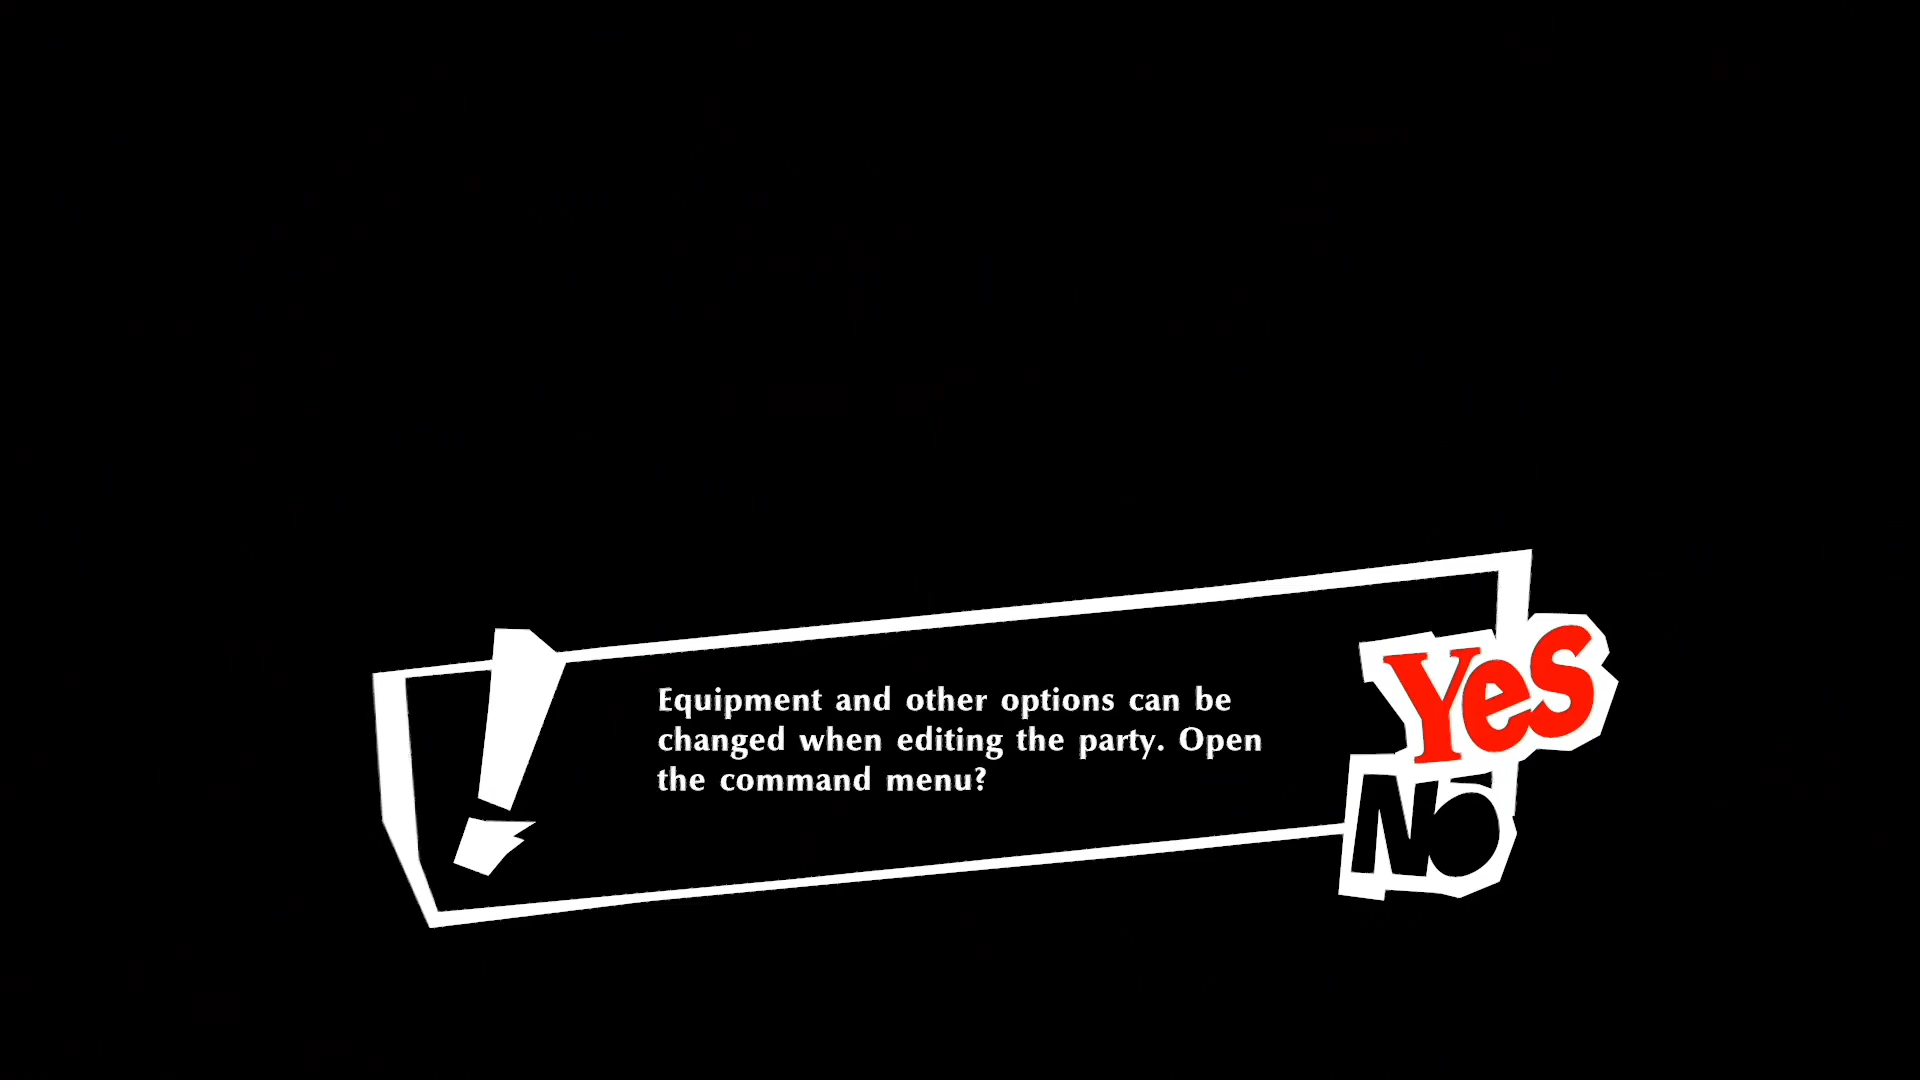 Equipment and other options can be
changed when editing the party. Open
the command menu?
Yes
NO